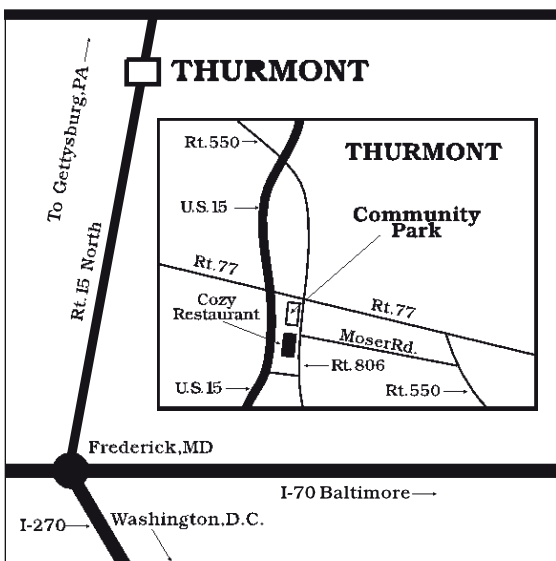 THURMONT
To Gettysburg,PA
Rt.15 North
THURMONT
Rt.550
U.S.15
Community
Park
Rt.77
Rt.77
Cozy
Restaurant
MoserRd.
Rt.806
U.S.15
Rt.550
Frederick,MD
I-70 Baltimore
I-270
Washington,D.C.